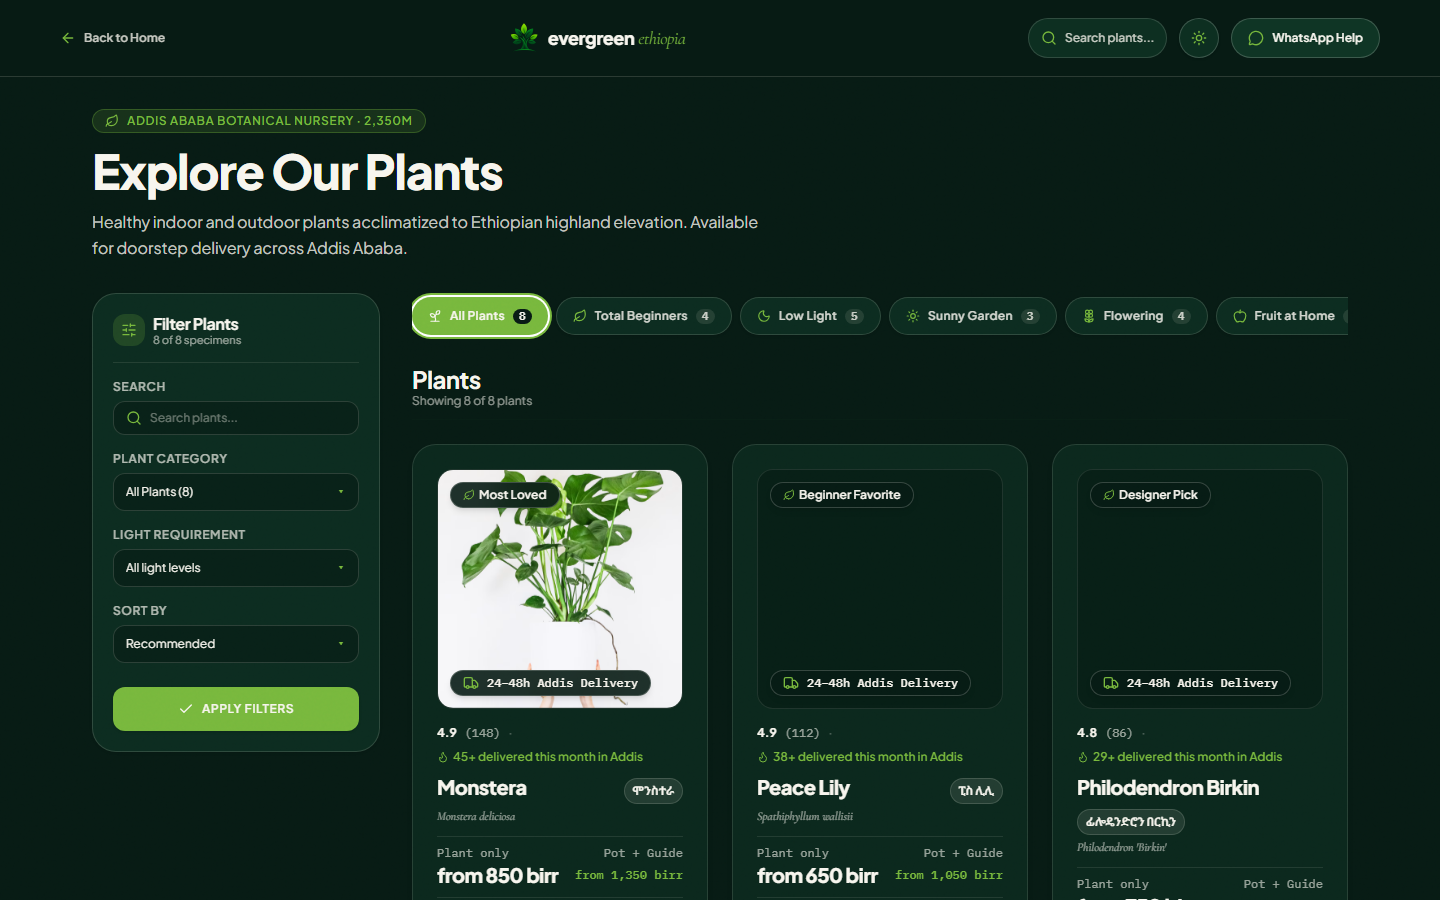 Back to Home
evergreen ethiopia
Search plants...
WhatsApp Help
ADDIS ABABA BOTANICAL NURSERY · 2,350M
Explore Our Plants
Healthy indoor and outdoor plants acclimatized to Ethiopian highland elevation. Available
for doorstep delivery across Addis Ababa.
Filter Plants
8 of 8 specimens
SEARCH
Search plants...
PLANT CATEGORY
All Plants (8)
LIGHT REQUIREMENT
All light levels
SORT BY
Recommended
APPLY FILTERS
All Plants 8
Total Beginners 4
Low Light 5
Sunny Garden 3
Flowering 4
Fruit at Home
Plants
Showing 8 of 8 plants
Most Loved
24–48h Addis Delivery
4.9 (148) ·
45+ delivered this month in Addis
Monstera
ሞንስተራ
Monstera deliciosa
Plant only
Pot + Guide
from 850 birr
from 1,350 birr
Beginner Favorite
24–48h Addis Delivery
4.9 (112) ·
38+ delivered this month in Addis
Peace Lily
ፒስ ሊሊ
Spathiphyllum wallisii
Plant only
Pot + Guide
from 650 birr
from 1,050 birr
Designer Pick
24–48h Addis Delivery
4.8 (86) ·
29+ delivered this month in Addis
Philodendron Birkin
ፊሎዴንድሮን በርኪን
Philodendron 'Birkin'
Plant only
Pot + Guide